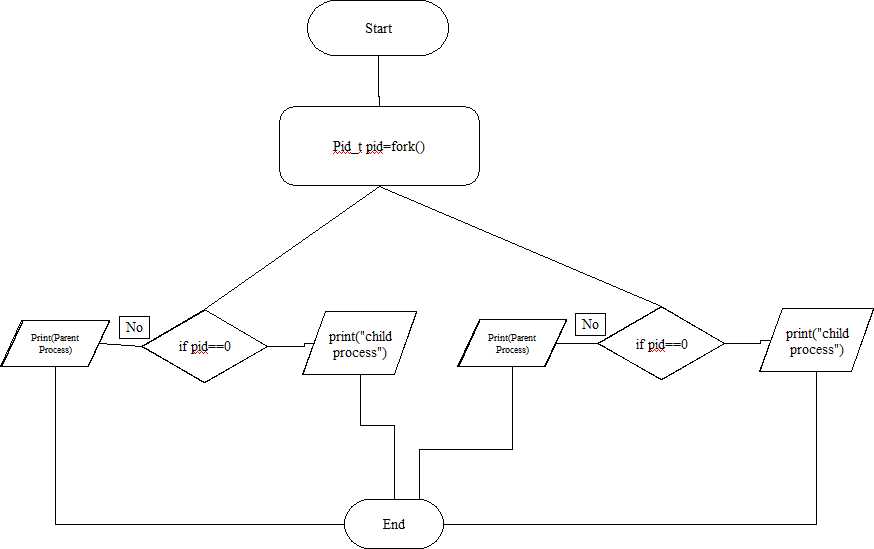 Start
Pid_t pid=fork()
Print(Parent
Process)
No
if pid==0
print("child
process")
Print(Parent
Process)
No
if pid==0
print("child
process")
End